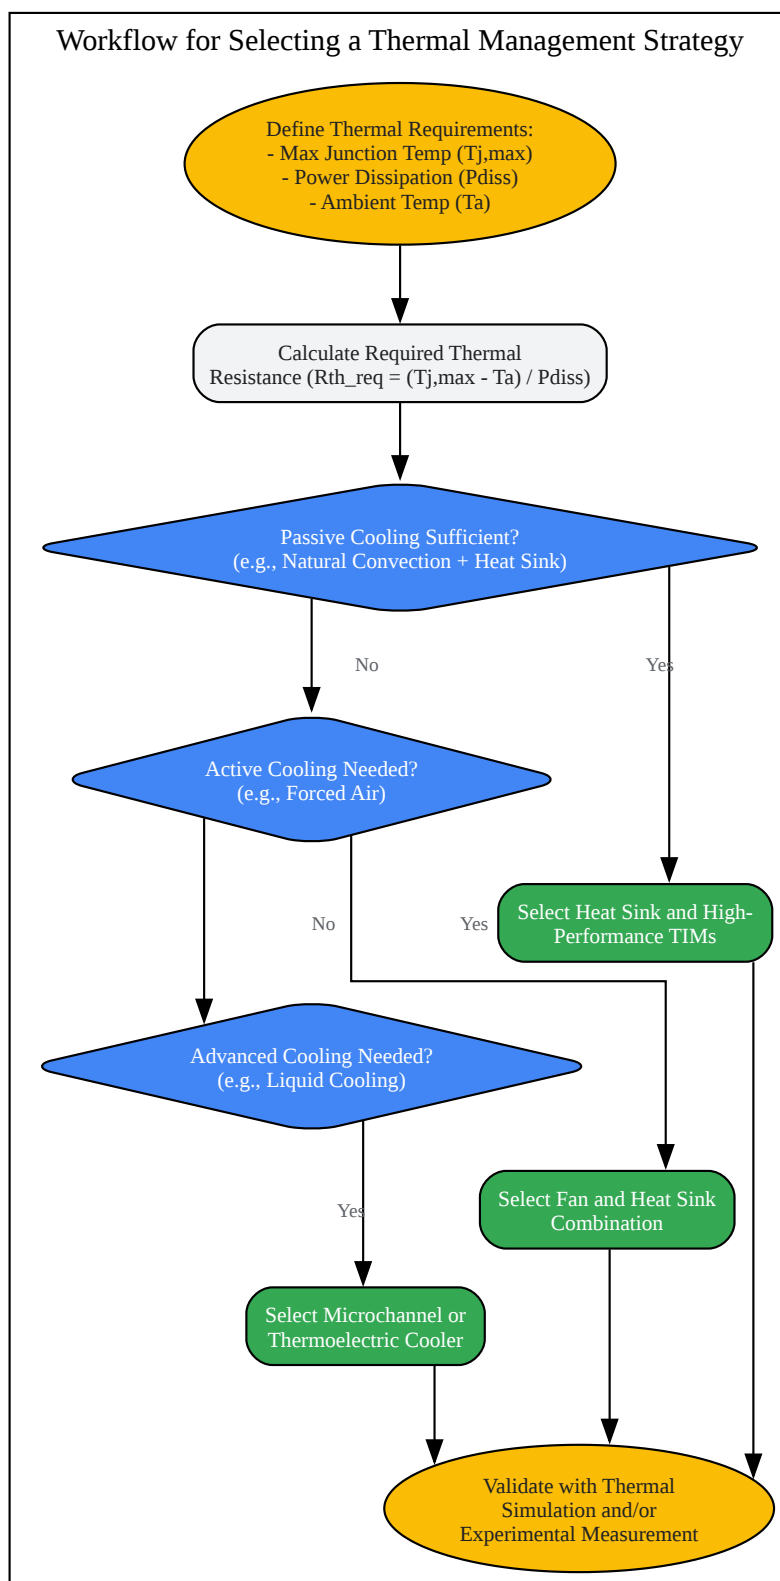 Workflow for Selecting a Thermal Management Strategy
Define Thermal Requirements:
- Max Junction Temp (Tj,max)
- Power Dissipation (Pdiss)
- Ambient Temp (Ta)
Calculate Required Thermal
Resistance (Rth_req = (Tj,max - Ta) / Pdiss)
Passive Cooling Sufficient?
(e.g., Natural Convection + Heat Sink)
No
Yes
Active Cooling Needed?
(e.g., Forced Air)
Select Heat Sink and High-
Performance TIMs
No
Yes
Advanced Cooling Needed?
(e.g., Liquid Cooling)
Select Fan and Heat Sink
Combination
Yes
Select Microchannel or
Thermoelectric Cooler
Validate with Thermal
Simulation and/or
Experimental Measurement